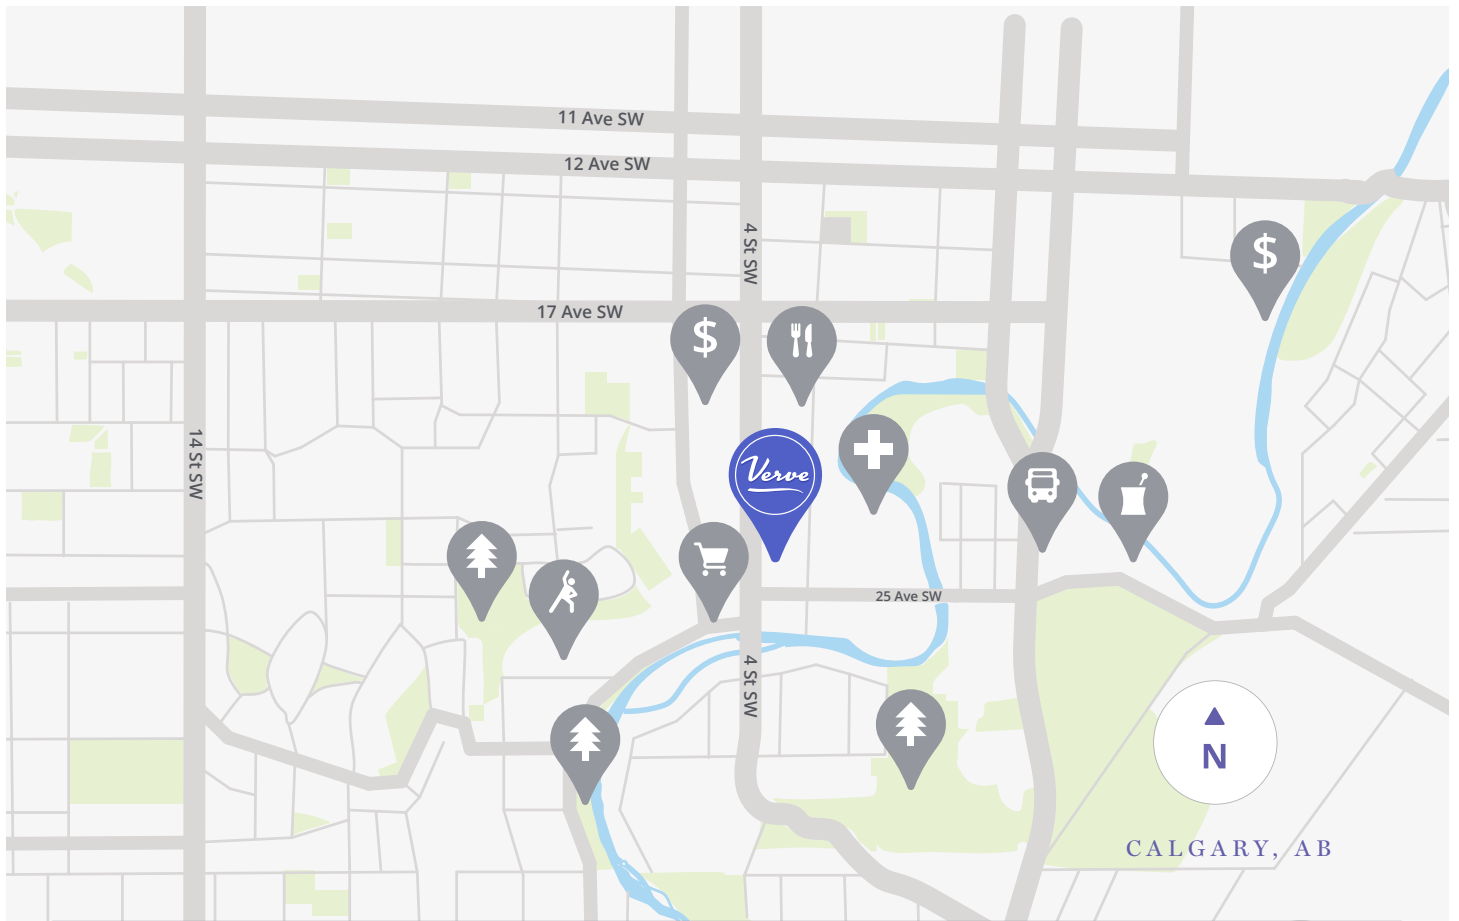 11 Ave SW
12 Ave SW
4 St SW
$
17 Ave SW
$
14 St SW
Verve
25 Ave SW
4 St SW
N
CALGARY, AB